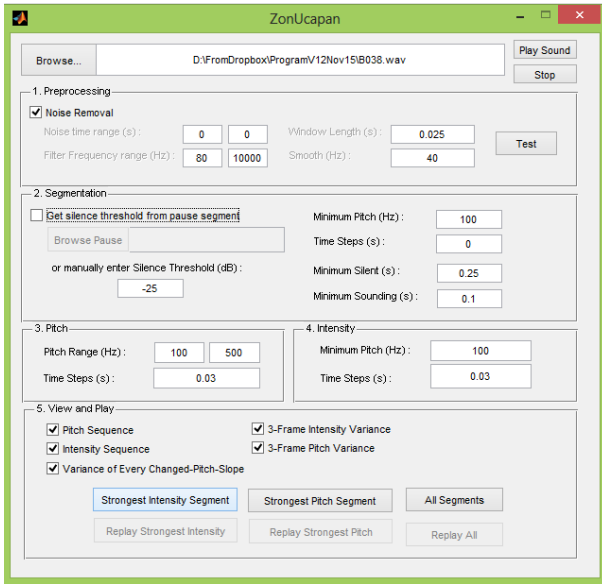 ZonUcapan
Browse... D:\FromDropbox\ProgramV12Nov15\B038.wav Play Sound
Stop
1. Preprocessing
Noise Removal
Noise time range (s) : 0 0 Window Length (s) : 0.025
Test
Filter Frequency range (Hz) : 80 10000 Smooth (Hz) : 40
2. Segmentation
Get silence threshold from pause segment Minimum Pitch (Hz) : 100
Browse Pause Time Steps (s) : 0
or manually enter Silence Threshold (dB) : Minimum Silent (s) : 0.25
-25 Minimum Sounding (s) : 0.1
3. Pitch 4. Intensity
Pitch Range (Hz) : 100 500 Minimum Pitch (Hz) : 100
Time Steps (s) : 0.03 Time Steps (s) : 0.03
5. View and Play
Pitch Sequence 3-Frame Intensity Variance
Intensity Sequence 3-Frame Pitch Variance
Variance of Every Changed-Pitch-Slope
Strongest Intensity Segment Strongest Pitch Segment All Segments
Replay Strongest Intensity Replay Strongest Pitch Replay All